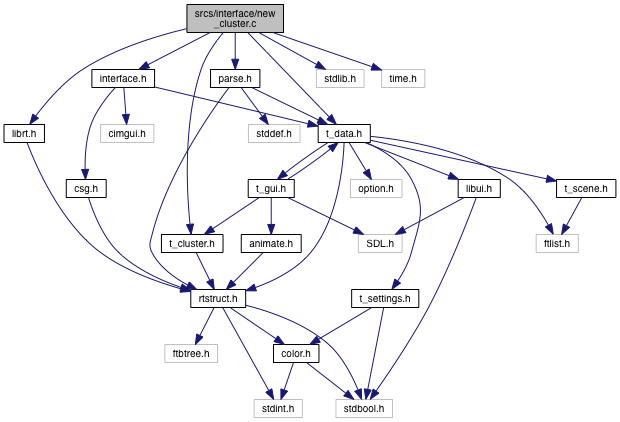 srcs/interface/new
_cluster.c
interface.h
parse.h
stdlib.h
time.h
librt.h
cimgui.h
stddef.h
t_data.h
csg.h
t_gui.h
option.h
libui.h
t_scene.h
t_cluster.h
animate.h
SDL.h
ftlist.h
rtstruct.h
t_settings.h
ftbtree.h
color.h
stdint.h
stdbool.h